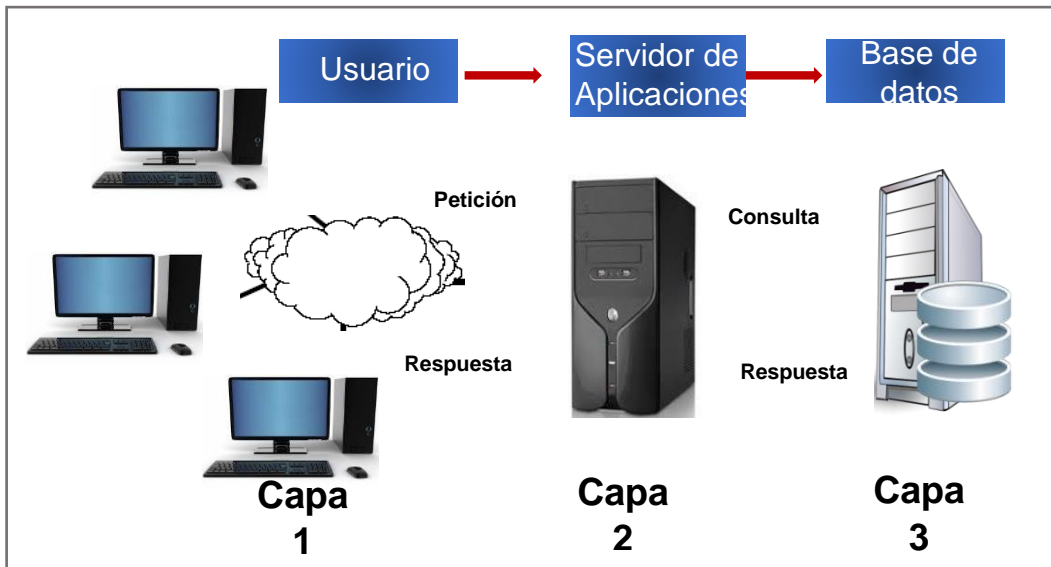 Usuario
Servidor de
Aplicaciones
Base de
datos
Petición
Consulta
Respuesta
Respuesta
Capa
1
Capa
2
Capa
3